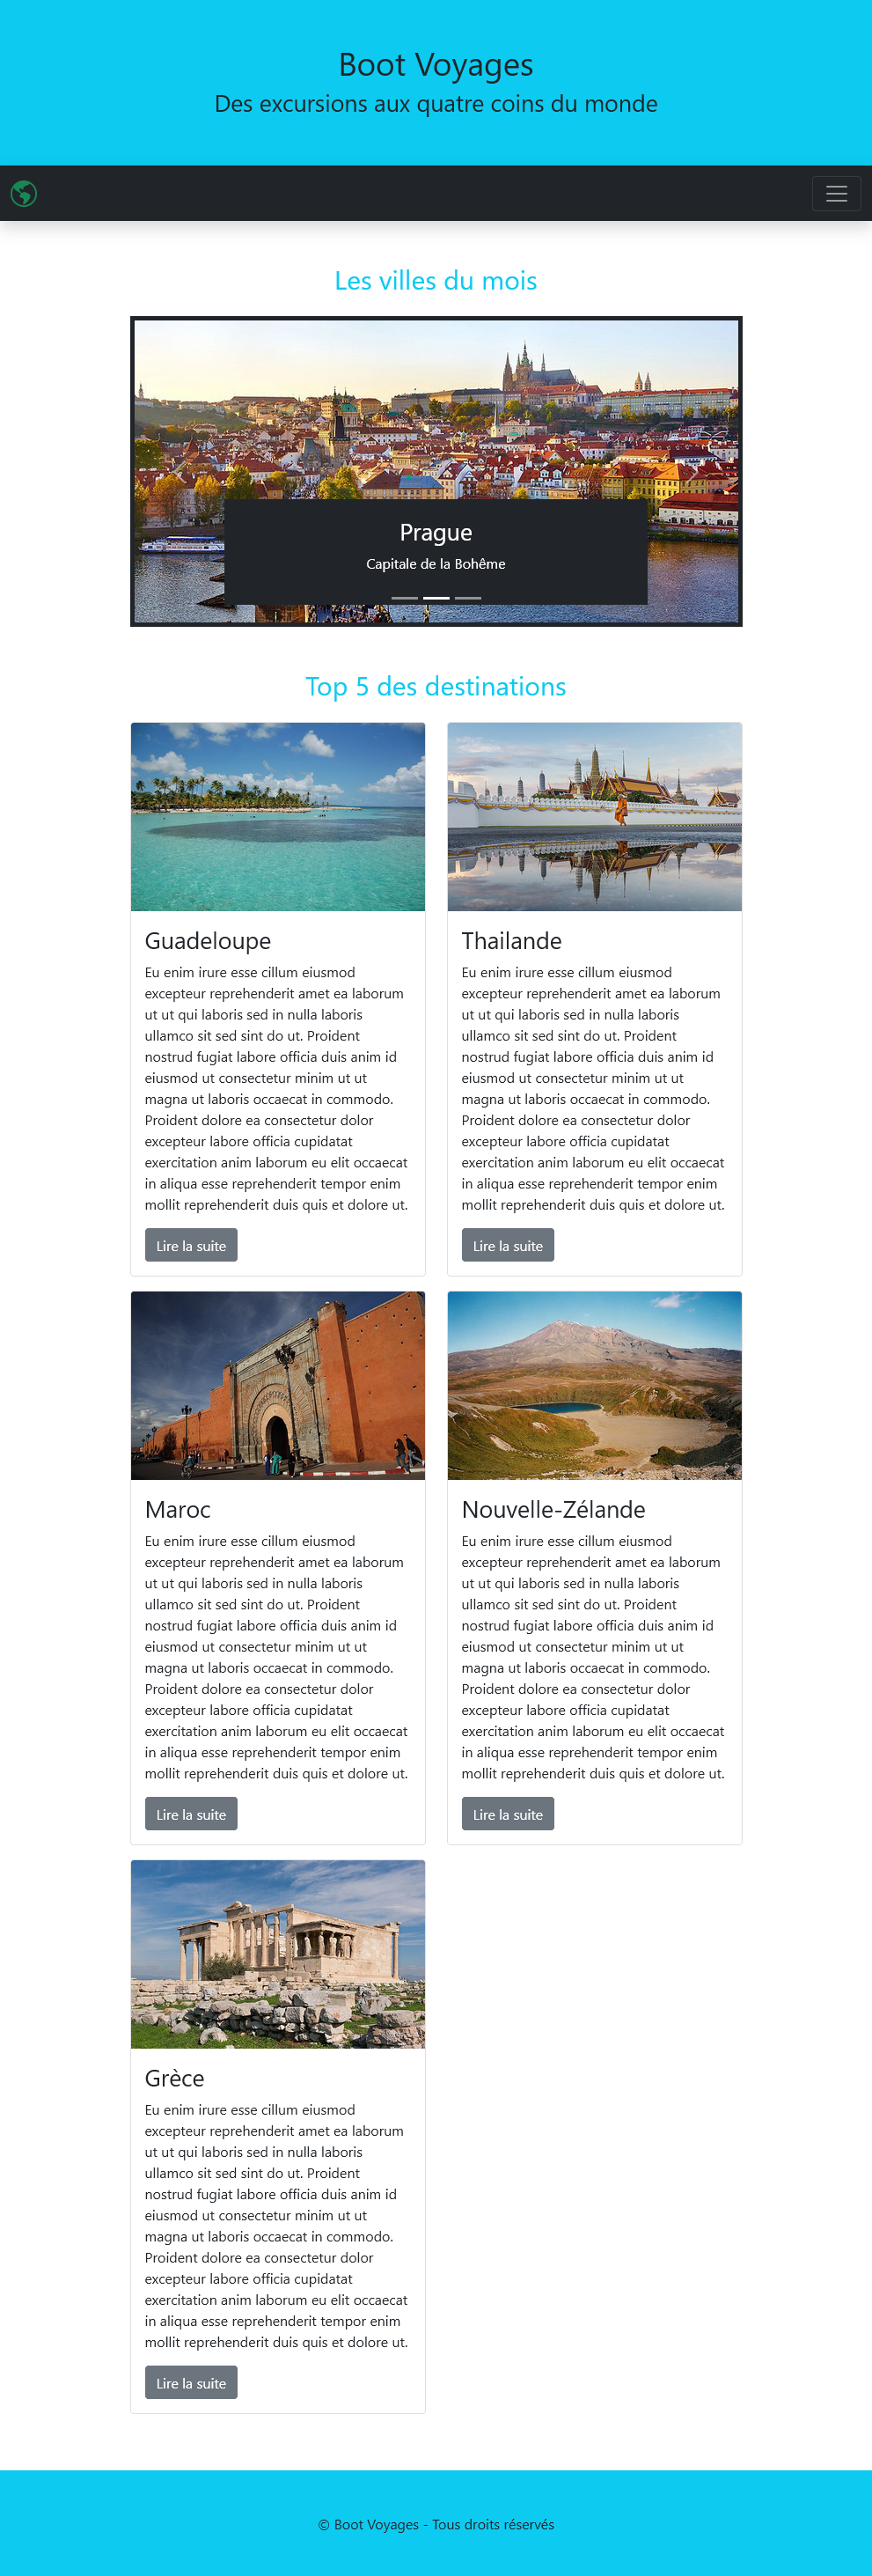 Boot Voyages
Des excursions aux quatre coins du monde
Les villes du mois
Prague
Capitale de la Bohême
Top 5 des destinations
Guadeloupe
Eu enim irure esse cillum eiusmod
excepteur reprehenderit amet ea laborum
ut ut qui laboris sed in nulla laboris
ullamco sit sed sint do ut. Proident
nostrud fugiat labore officia duis anim id
eiusmod ut consectetur minim ut ut
magna ut laboris occaecat in commodo.
Proident dolore ea consectetur dolor
excepteur labore officia cupidatat
exercitation anim laborum eu elit occaecat
in aliqua esse reprehenderit tempor enim
mollit reprehenderit duis quis et dolore ut.
Lire la suite
Thailande
Eu enim irure esse cillum eiusmod
excepteur reprehenderit amet ea laborum
ut ut qui laboris sed in nulla laboris
ullamco sit sed sint do ut. Proident
nostrud fugiat labore officia duis anim id
eiusmod ut consectetur minim ut ut
magna ut laboris occaecat in commodo.
Proident dolore ea consectetur dolor
excepteur labore officia cupidatat
exercitation anim laborum eu elit occaecat
in aliqua esse reprehenderit tempor enim
mollit reprehenderit duis quis et dolore ut.
Lire la suite
Maroc
Eu enim irure esse cillum eiusmod
excepteur reprehenderit amet ea laborum
ut ut qui laboris sed in nulla laboris
ullamco sit sed sint do ut. Proident
nostrud fugiat labore officia duis anim id
eiusmod ut consectetur minim ut ut
magna ut laboris occaecat in commodo.
Proident dolore ea consectetur dolor
excepteur labore officia cupidatat
exercitation anim laborum eu elit occaecat
in aliqua esse reprehenderit tempor enim
mollit reprehenderit duis quis et dolore ut.
Lire la suite
Nouvelle-Zélande
Eu enim irure esse cillum eiusmod
excepteur reprehenderit amet ea laborum
ut ut qui laboris sed in nulla laboris
ullamco sit sed sint do ut. Proident
nostrud fugiat labore officia duis anim id
eiusmod ut consectetur minim ut ut
magna ut laboris occaecat in commodo.
Proident dolore ea consectetur dolor
excepteur labore officia cupidatat
exercitation anim laborum eu elit occaecat
in aliqua esse reprehenderit tempor enim
mollit reprehenderit duis quis et dolore ut.
Lire la suite
Grèce
Eu enim irure esse cillum eiusmod
excepteur reprehenderit amet ea laborum
ut ut qui laboris sed in nulla laboris
ullamco sit sed sint do ut. Proident
nostrud fugiat labore officia duis anim id
eiusmod ut consectetur minim ut ut
magna ut laboris occaecat in commodo.
Proident dolore ea consectetur dolor
excepteur labore officia cupidatat
exercitation anim laborum eu elit occaecat
in aliqua esse reprehenderit tempor enim
mollit reprehenderit duis quis et dolore ut.
Lire la suite
© Boot Voyages - Tous droits réservés